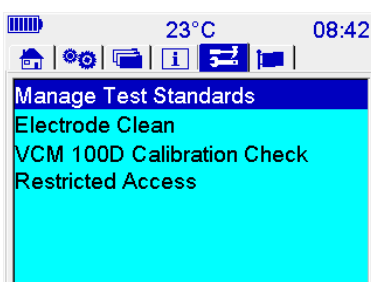 23°C 08:42
i
Manage Test Standards
Electrode Clean
VCM 100D Calibration Check
Restricted Access